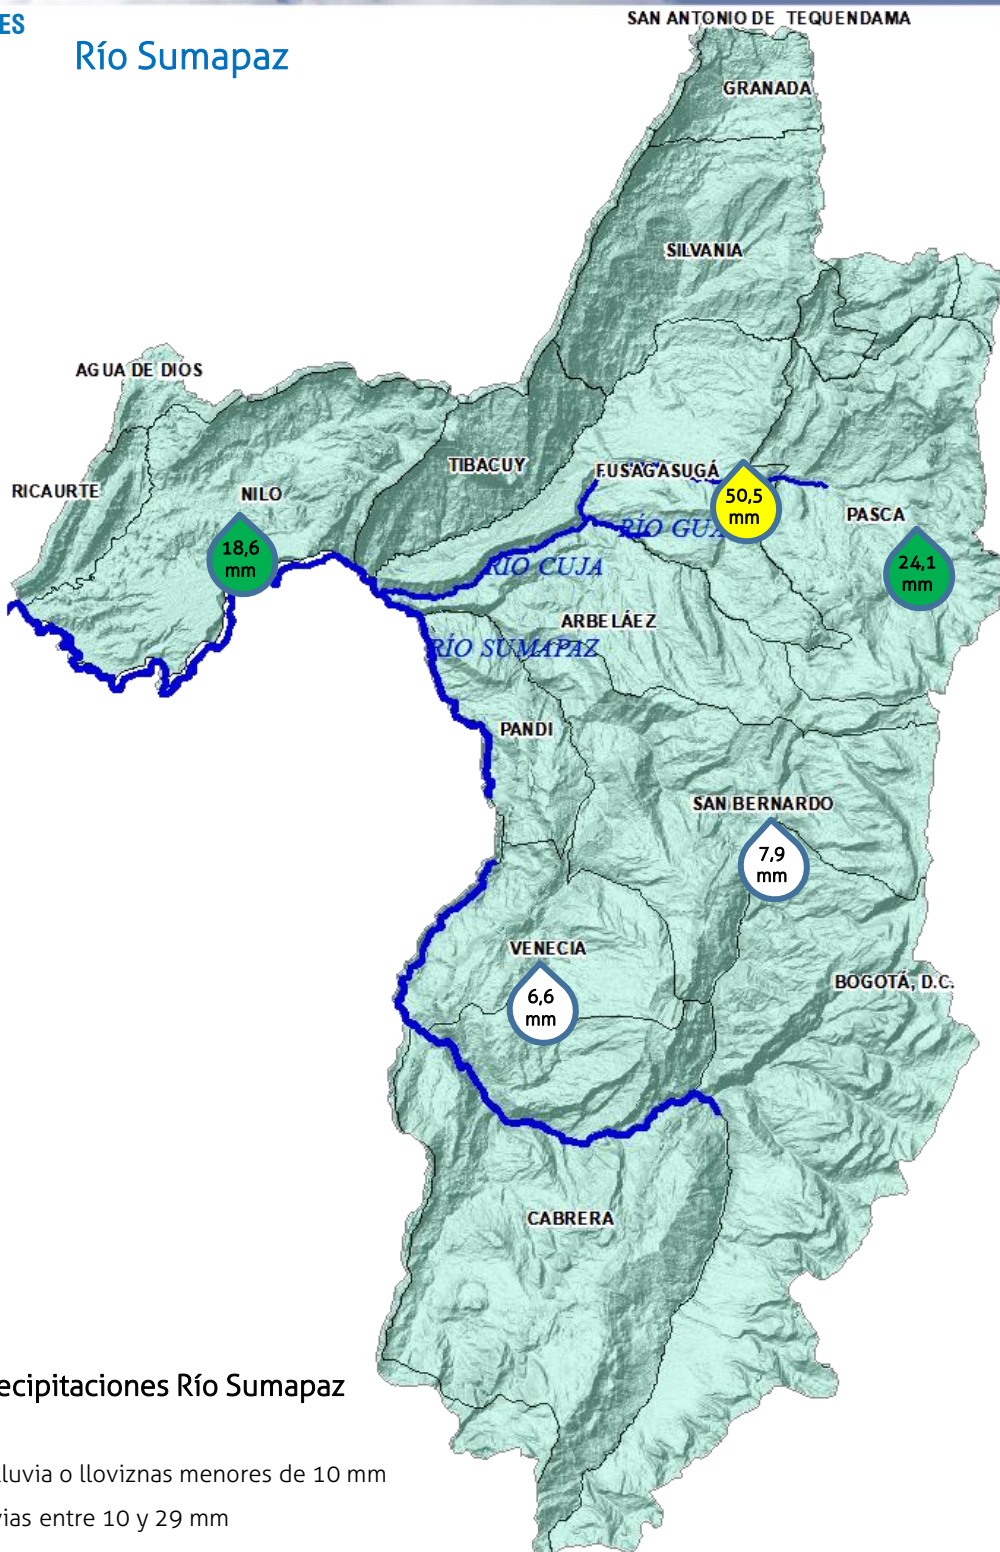 SAN ANTONIO DE TEQUENDAMA
ES
Río Sumapaz
GRANADA
SILVANIA
AGUA DE DIOS
TIBACUY
FUSAGASUGÁ
RICAURTE
NILO
50,5
mm
PASCA
RÍO GUA
18,6
mm
24,1
mm
RÍO CUJA
ARBELÁEZ
RÍO SUMAPAZ
PANDI
SAN BERNARDO
7,9
mm
VENECIA
BOGOTÁ, D.C.
6,6
mm
CABRERA
ecipitaciones Río Sumapaz
lluvia o lloviznas menores de 10 mm
vias entre 10 y 29 mm